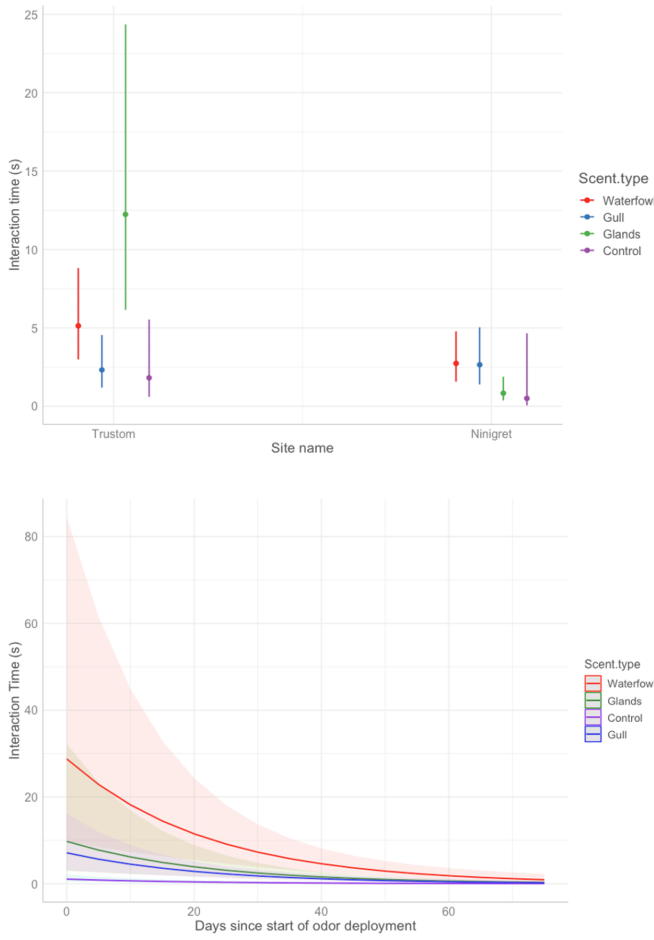 25
20
15
10
5
0
Interaction time (s)
Trustom
Ninigret
Site name
Scent.type
Waterfowl
Gull
Glands
Control
80
60
40
20
0
Interaction Time (s)
0 20 40 60
Days since start of odor deployment
Scent.type
Waterfow
Glands
Control
Gull